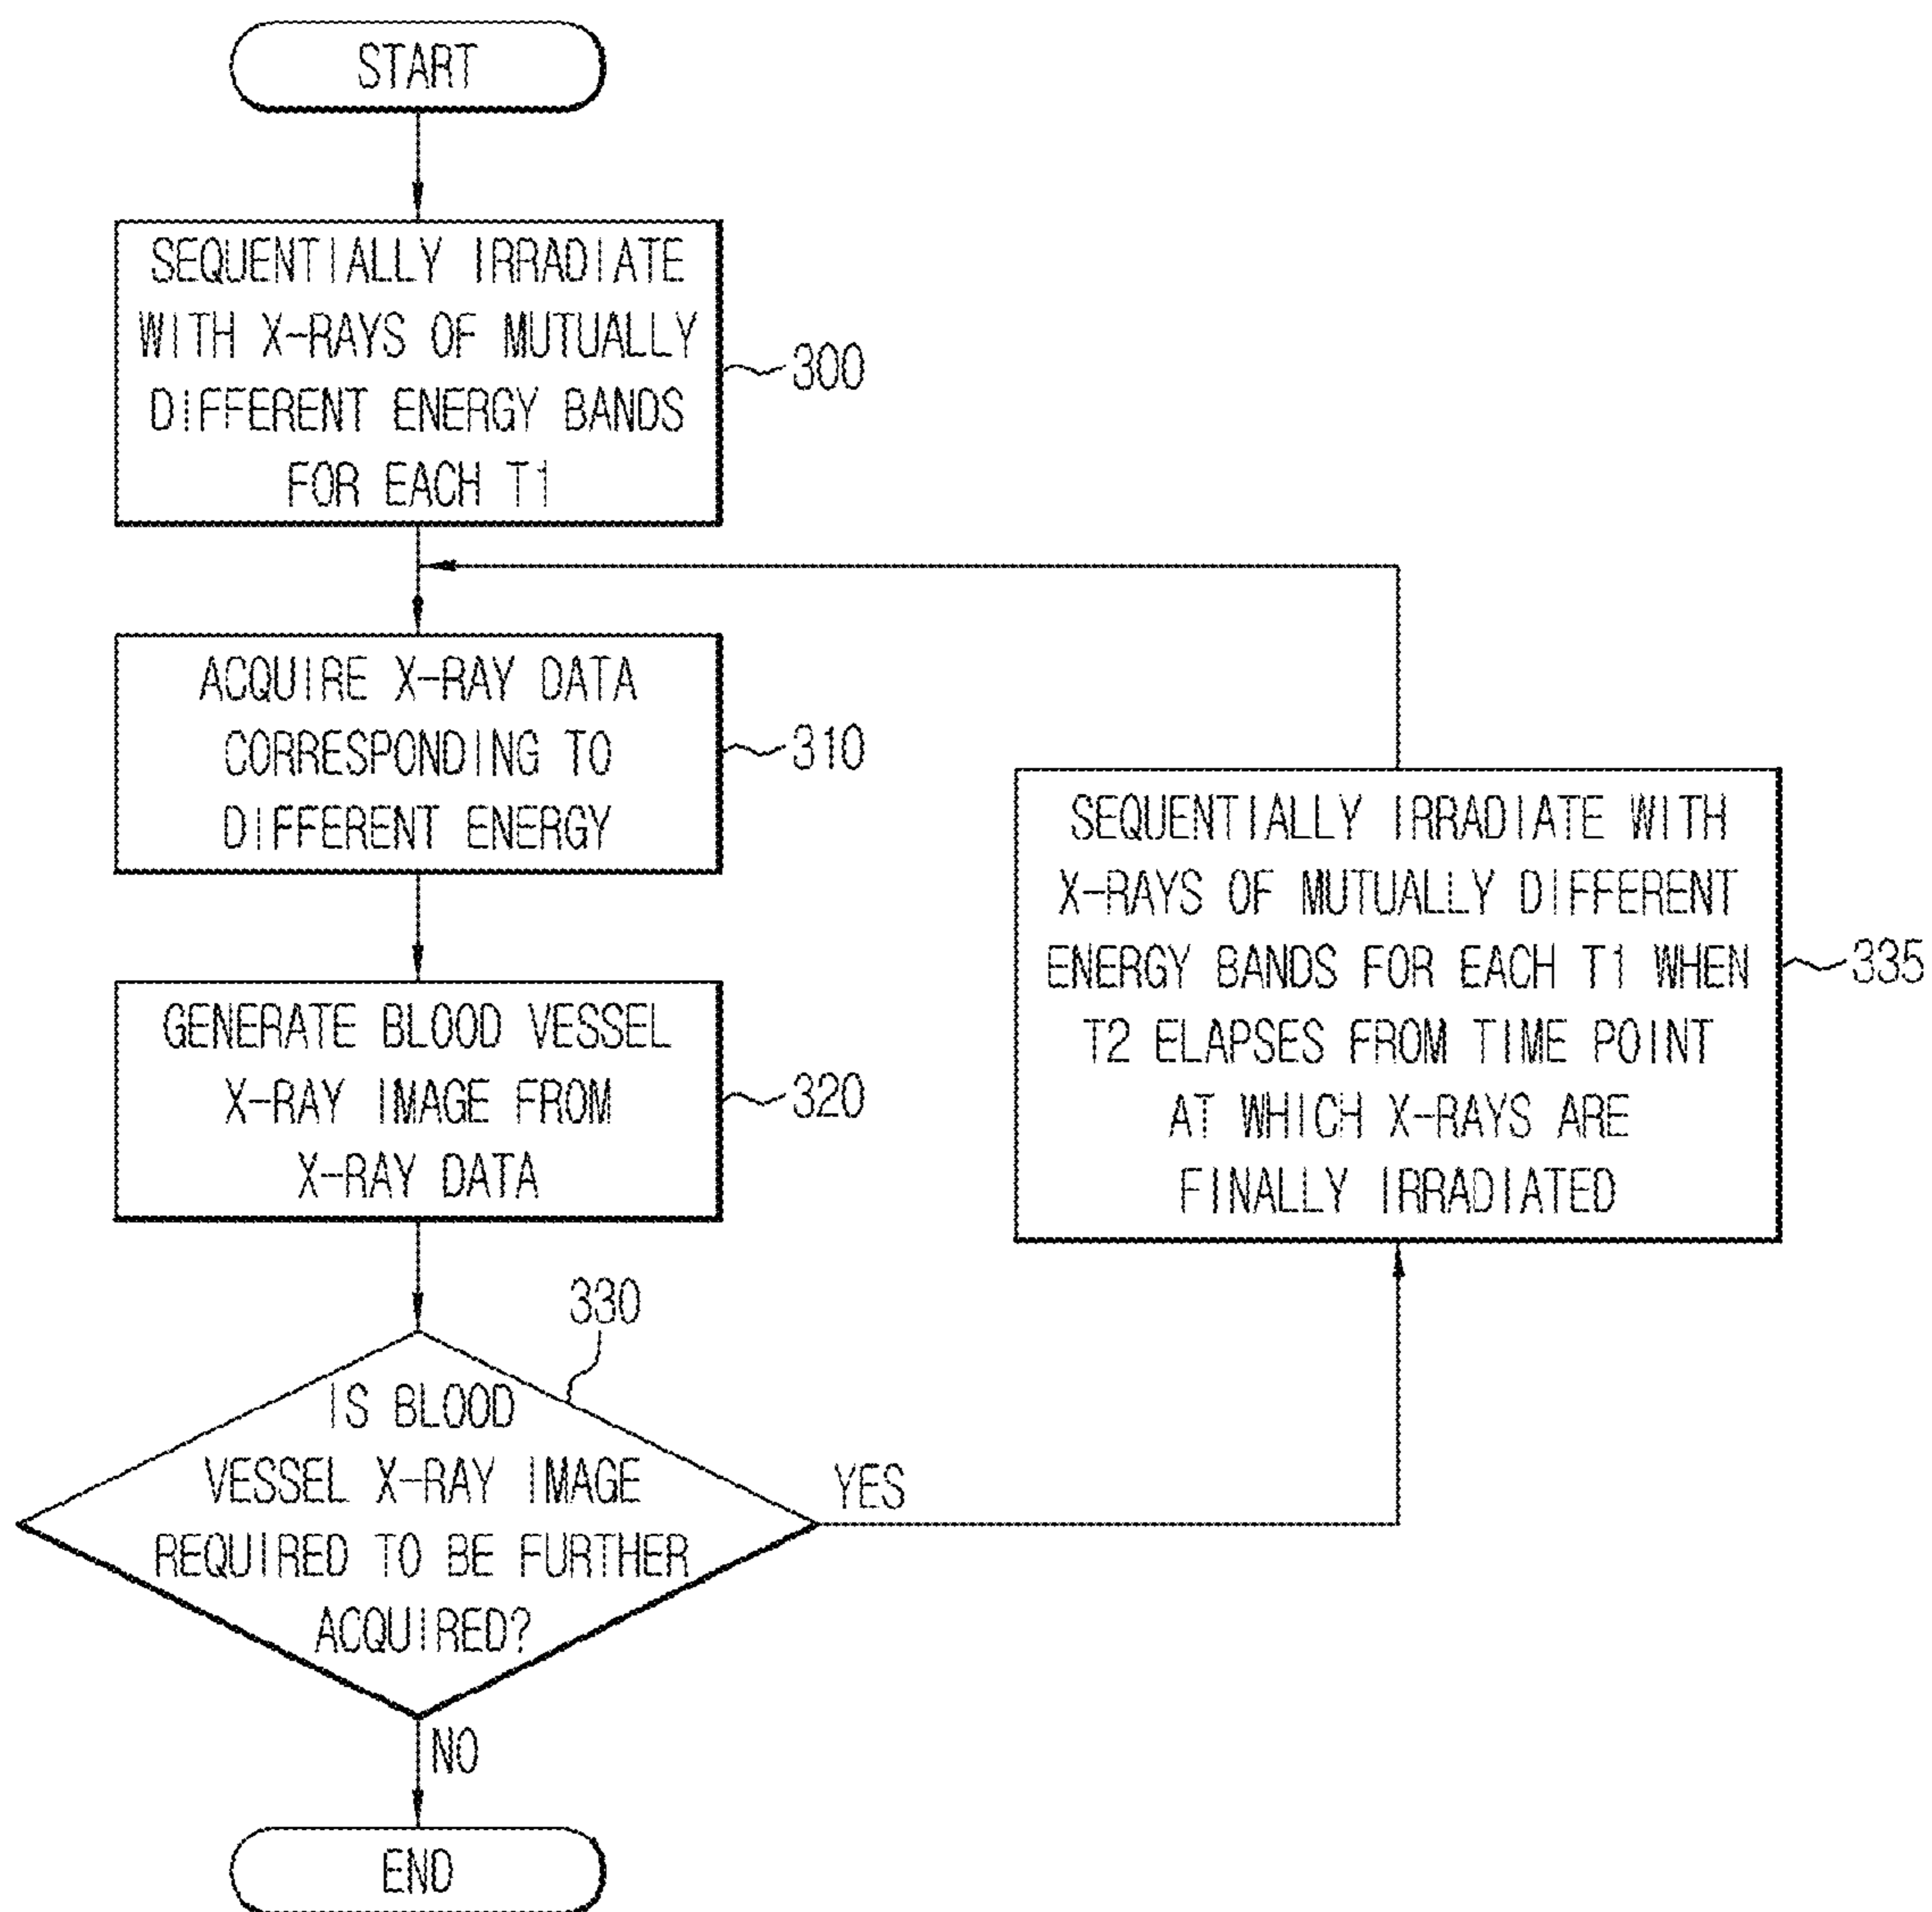 START
SEQUENTIALLY IRRADIATE
WITH X-RAYS OF MUTUALLY
DIFFERENT ENERGY BANDS
FOR EACH T1
300
ACQUIRE X-RAY DATA
CORRESPONDING TO
DIFFERENT ENERGY
310
GENERATE BLOOD VESSEL
X-RAY IMAGE FROM
X-RAY DATA
320
330
IS BLOOD
VESSEL X-RAY IMAGE
REQUIRED TO BE FURTHER
ACQUIRED?
YES
SEQUENTIALLY IRRADIATE WITH
X-RAYS OF MUTUALLY DIFFERENT
ENERGY BANDS FOR EACH T1 WHEN
T2 ELAPSES FROM TIME POINT
AT WHICH X-RAYS ARE
FINALLY IRRADIATED
335
NO
END